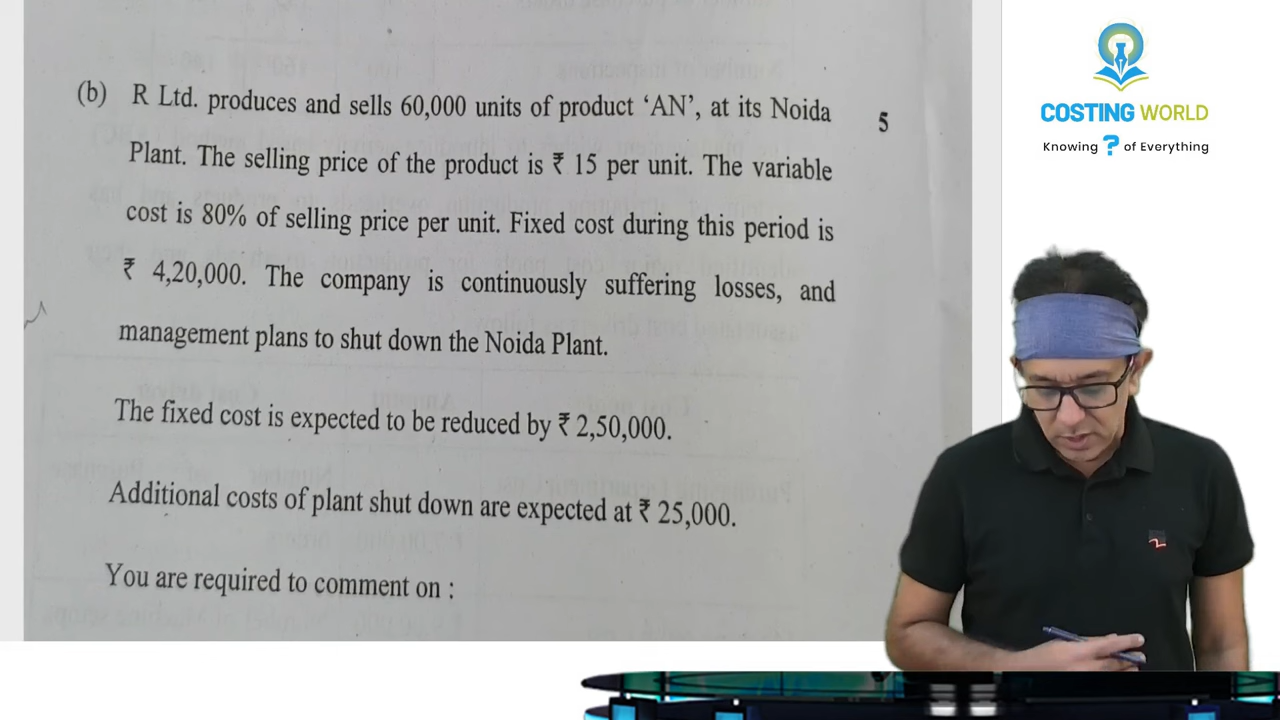 (b) R Ltd. produces and sells 60,000 units of product ‘AN’, at its Noida 5
Plant. The selling price of the product is ₹ 15 per unit. The variable
cost is 80% of selling price per unit. Fixed cost during this period is
₹ 4,20,000. The company is continuously suffering losses, and
management plans to shut down the Noida Plant.
The fixed cost is expected to be reduced by ₹ 2,50,000.
Additional costs of plant shut down are expected at ₹ 25,000.
You are required to comment on :
COSTING WORLD
Knowing ? of Everything